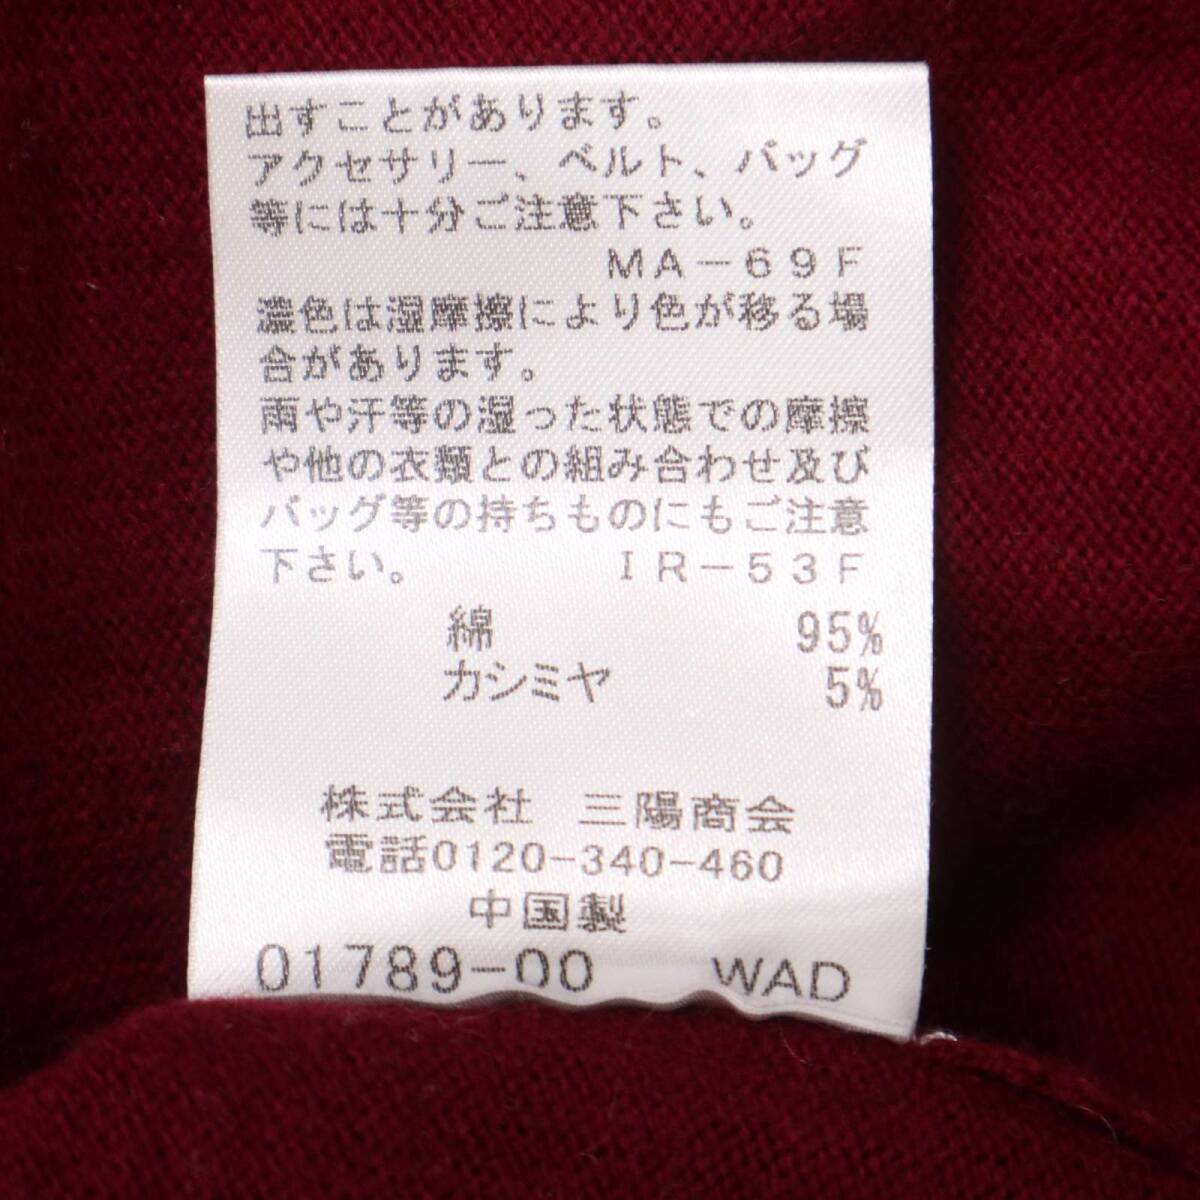 出すことがあります。
アクセサリー、ベルト、バッグ
等には十分ご注意下さい。
ＭＡ－６９Ｆ
濃色は湿摩擦により色が移る場
合があります。
雨や汗等の湿った状態での摩擦
や他の衣類との組み合わせ及び
バッグ等の持ちものにもご注意
下さい。 ＩＲ－５３Ｆ
綿 95%
カシミヤ 5%
株式会社 三陽商会
電話0120-340-460
中国製
01789-00 WAD